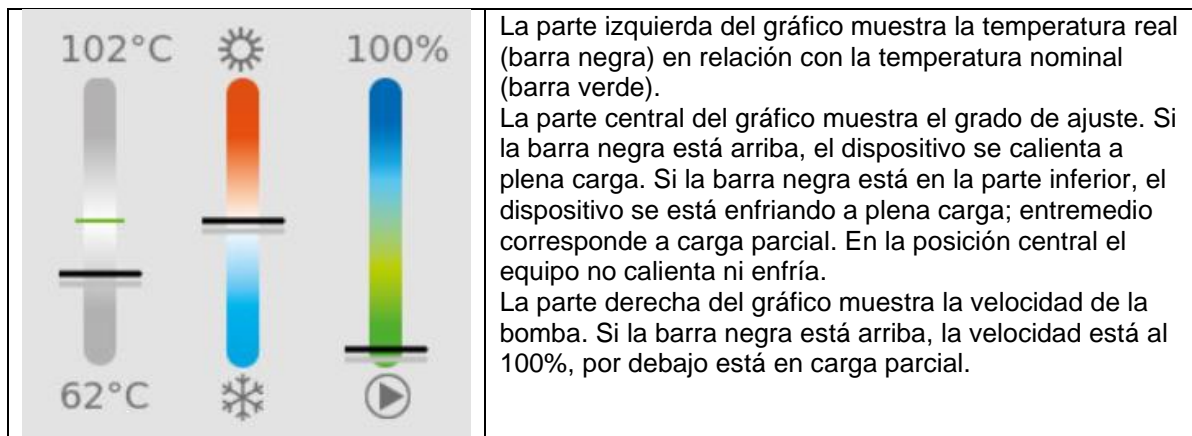 102°C
100%
62°C
La parte izquierda del gráfico muestra la temperatura real
(barra negra) en relación con la temperatura nominal
(barra verde).
La parte central del gráfico muestra el grado de ajuste. Si
la barra negra está arriba, el dispositivo se calienta a
plena carga. Si la barra negra está en la parte inferior, el
dispositivo se está enfriando a plena carga; entremedio
corresponde a carga parcial. En la posición central el
equipo no calienta ni enfría.
La parte derecha del gráfico muestra la velocidad de la
bomba. Si la barra negra está arriba, la velocidad está al
100%, por debajo está en carga parcial.